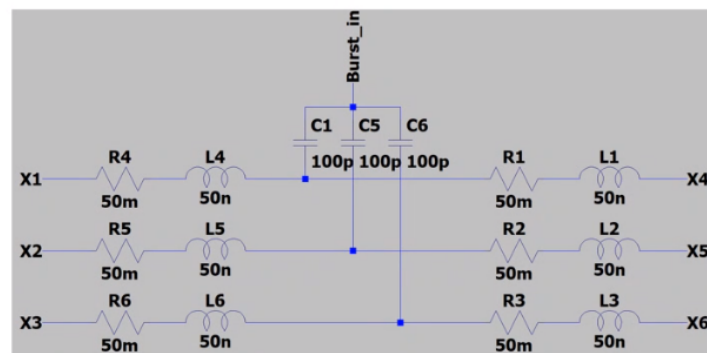 Burst_in
C1 C5 C6
100p 100p 100p
R4 L4 R1 L1
X1 X4
50m 50n 50m 50n
R5 L5 R2 L2
X2 X5
50m 50n 50m 50n
R6 L6 R3 L3
X3 X6
50m 50n 50m 50n